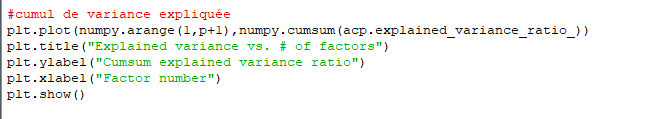 #cumul de variance expliquée
plt.plot(numpy.arange(1,p+1),numpy.cumsum(acp.explained_variance_ratio_))
plt.title("Explained variance vs. # of factors")
plt.ylabel("Cumsum explained variance ratio")
plt.xlabel("Factor number")
plt.show()